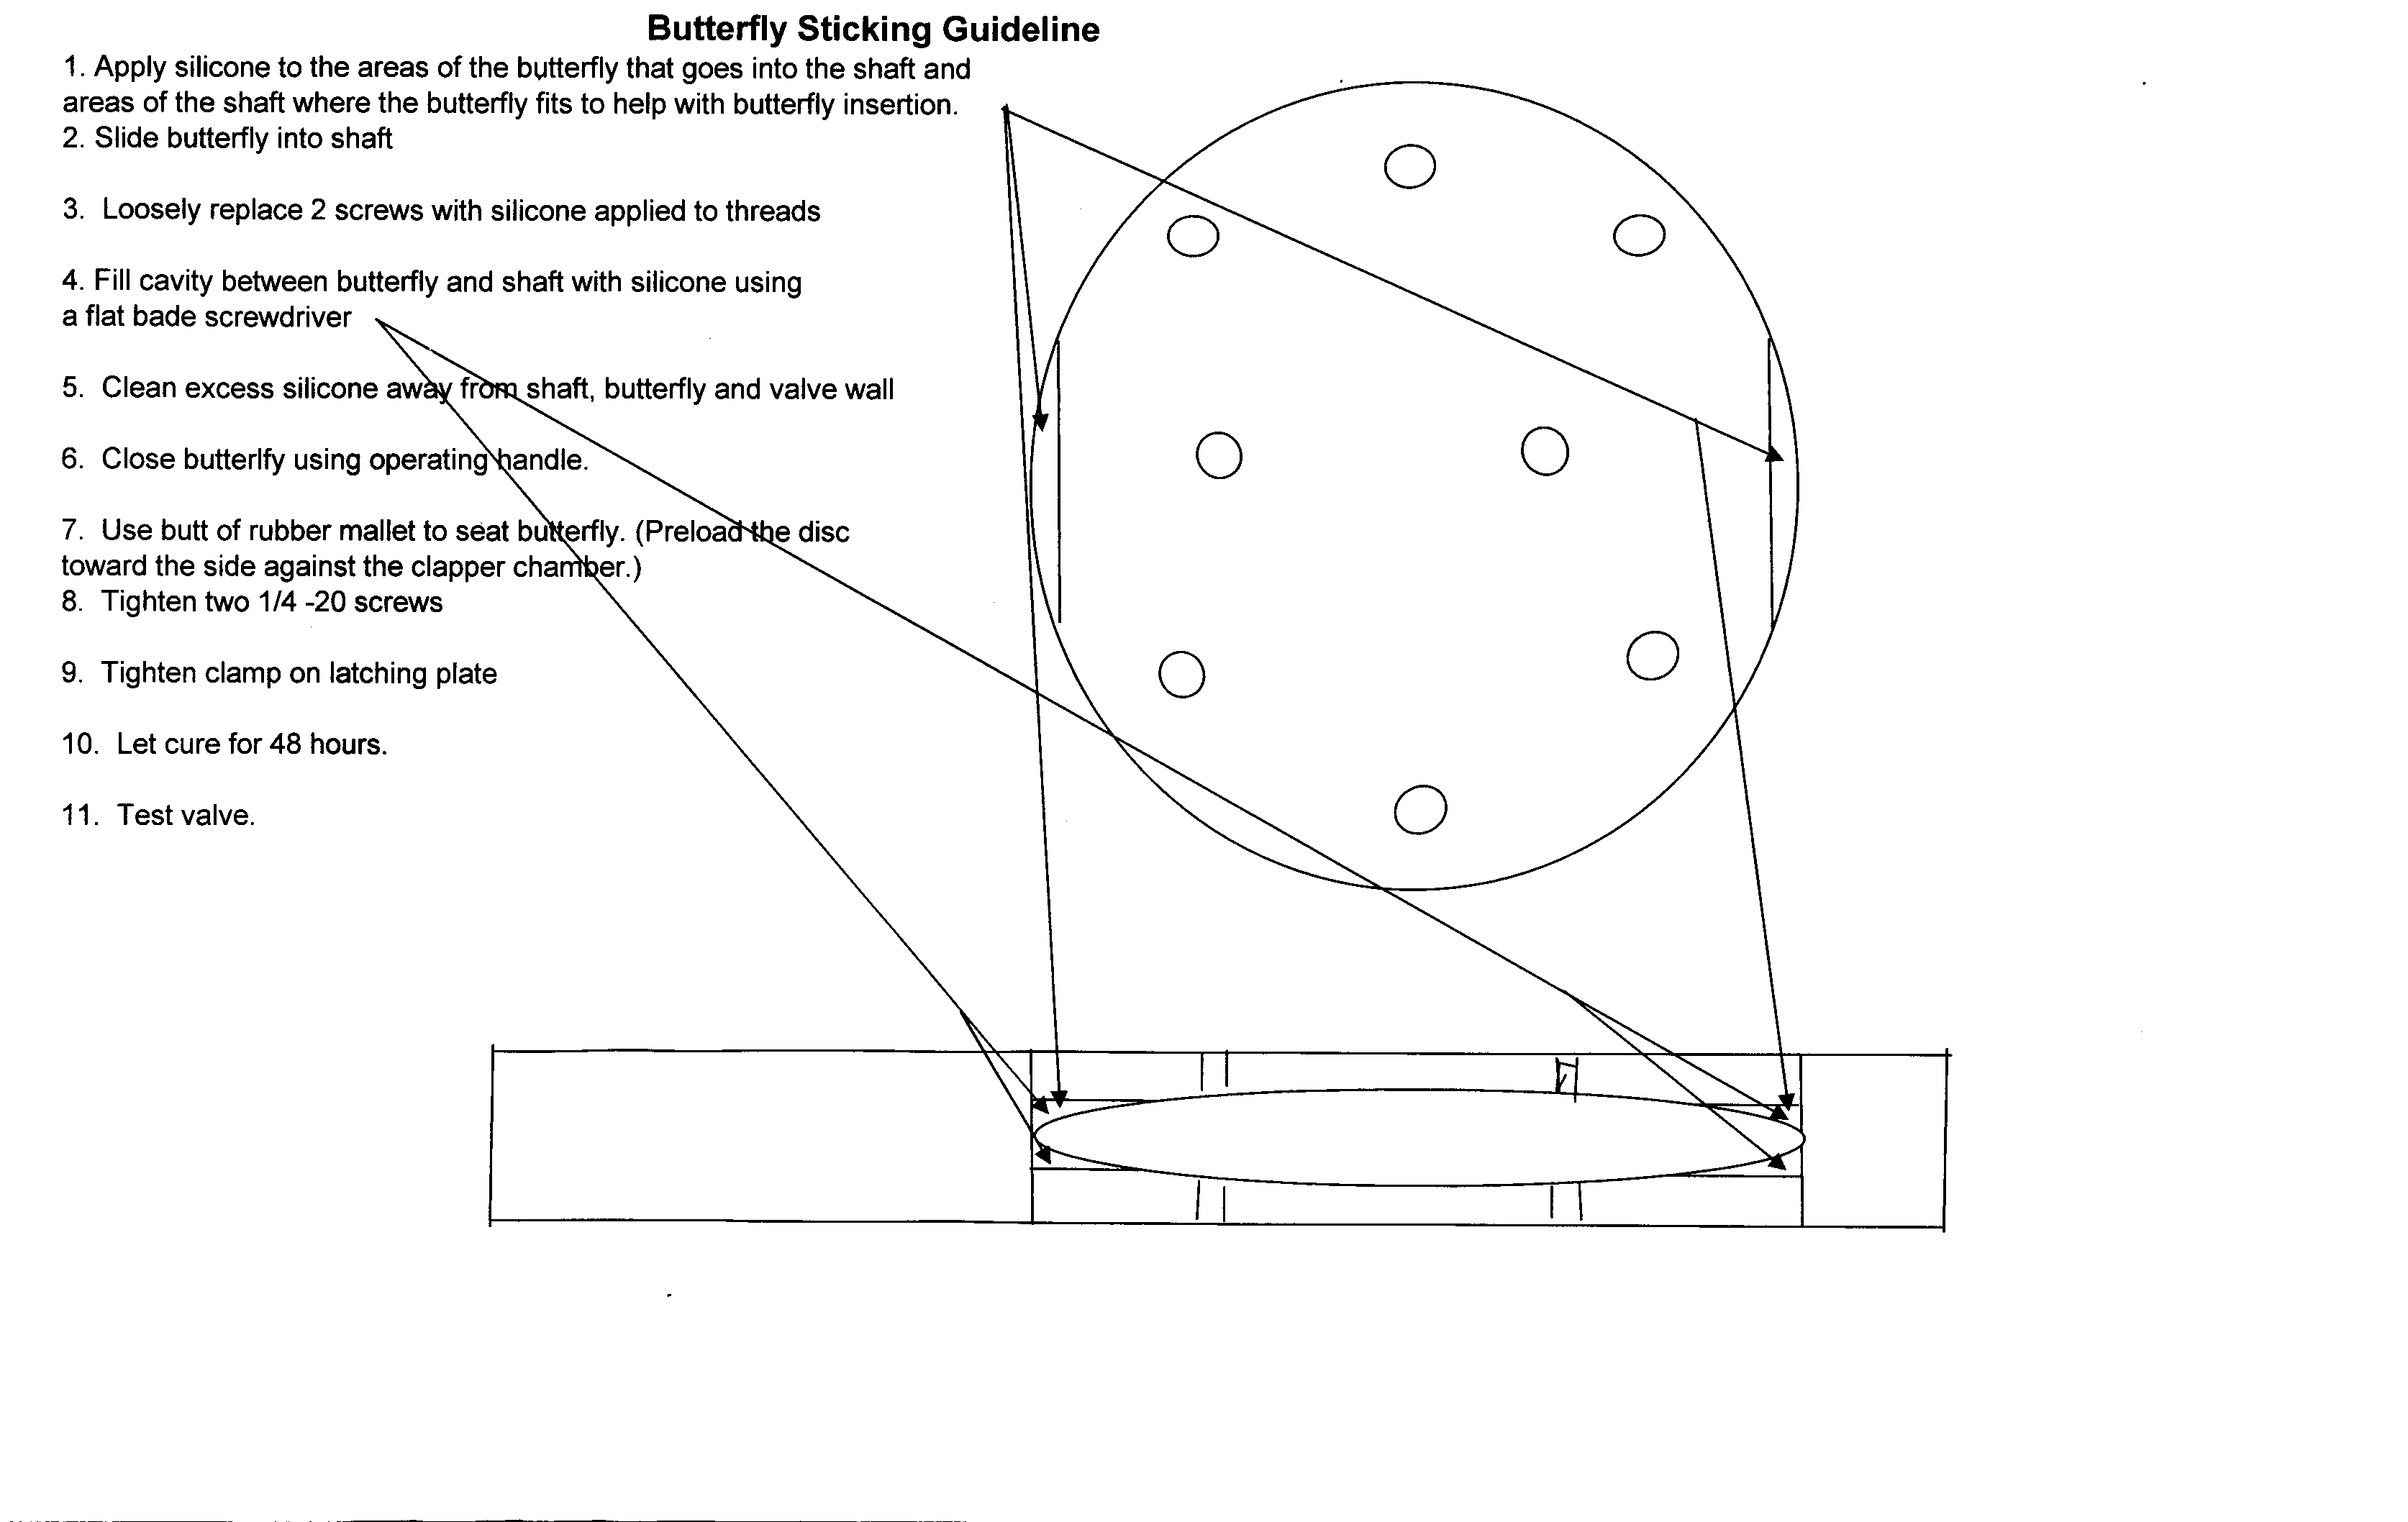 Butterfly Sticking Guideline
1. Apply silicone to the areas of the butterfly that goes into the shaft and
areas of the shaft where the butterfly fits to help with butterfly insertion.
2. Slide butterfly into shaft
3. Loosely replace 2 screws with silicone applied to threads
4. Fill cavity between butterfly and shaft with silicone using
a flat bade screwdriver
5. Clean excess silicone away from shaft, butterfly and valve wall
6. Close butterlfy using operating handle.
7. Use butt of rubber mallet to seat butterfly. (Preload the disc
toward the side against the clapper chamber.)
8. Tighten two 1/4 -20 screws
9. Tighten clamp on latching plate
10. Let cure for 48 hours.
11. Test valve.